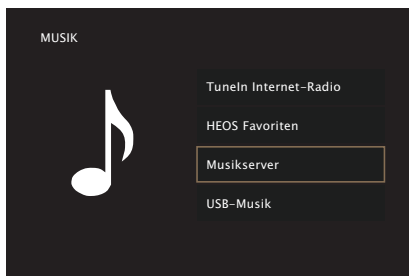 MUSIK
TuneIn Internet-Radio
HEOS Favoriten
Musikserver
USB-Musik